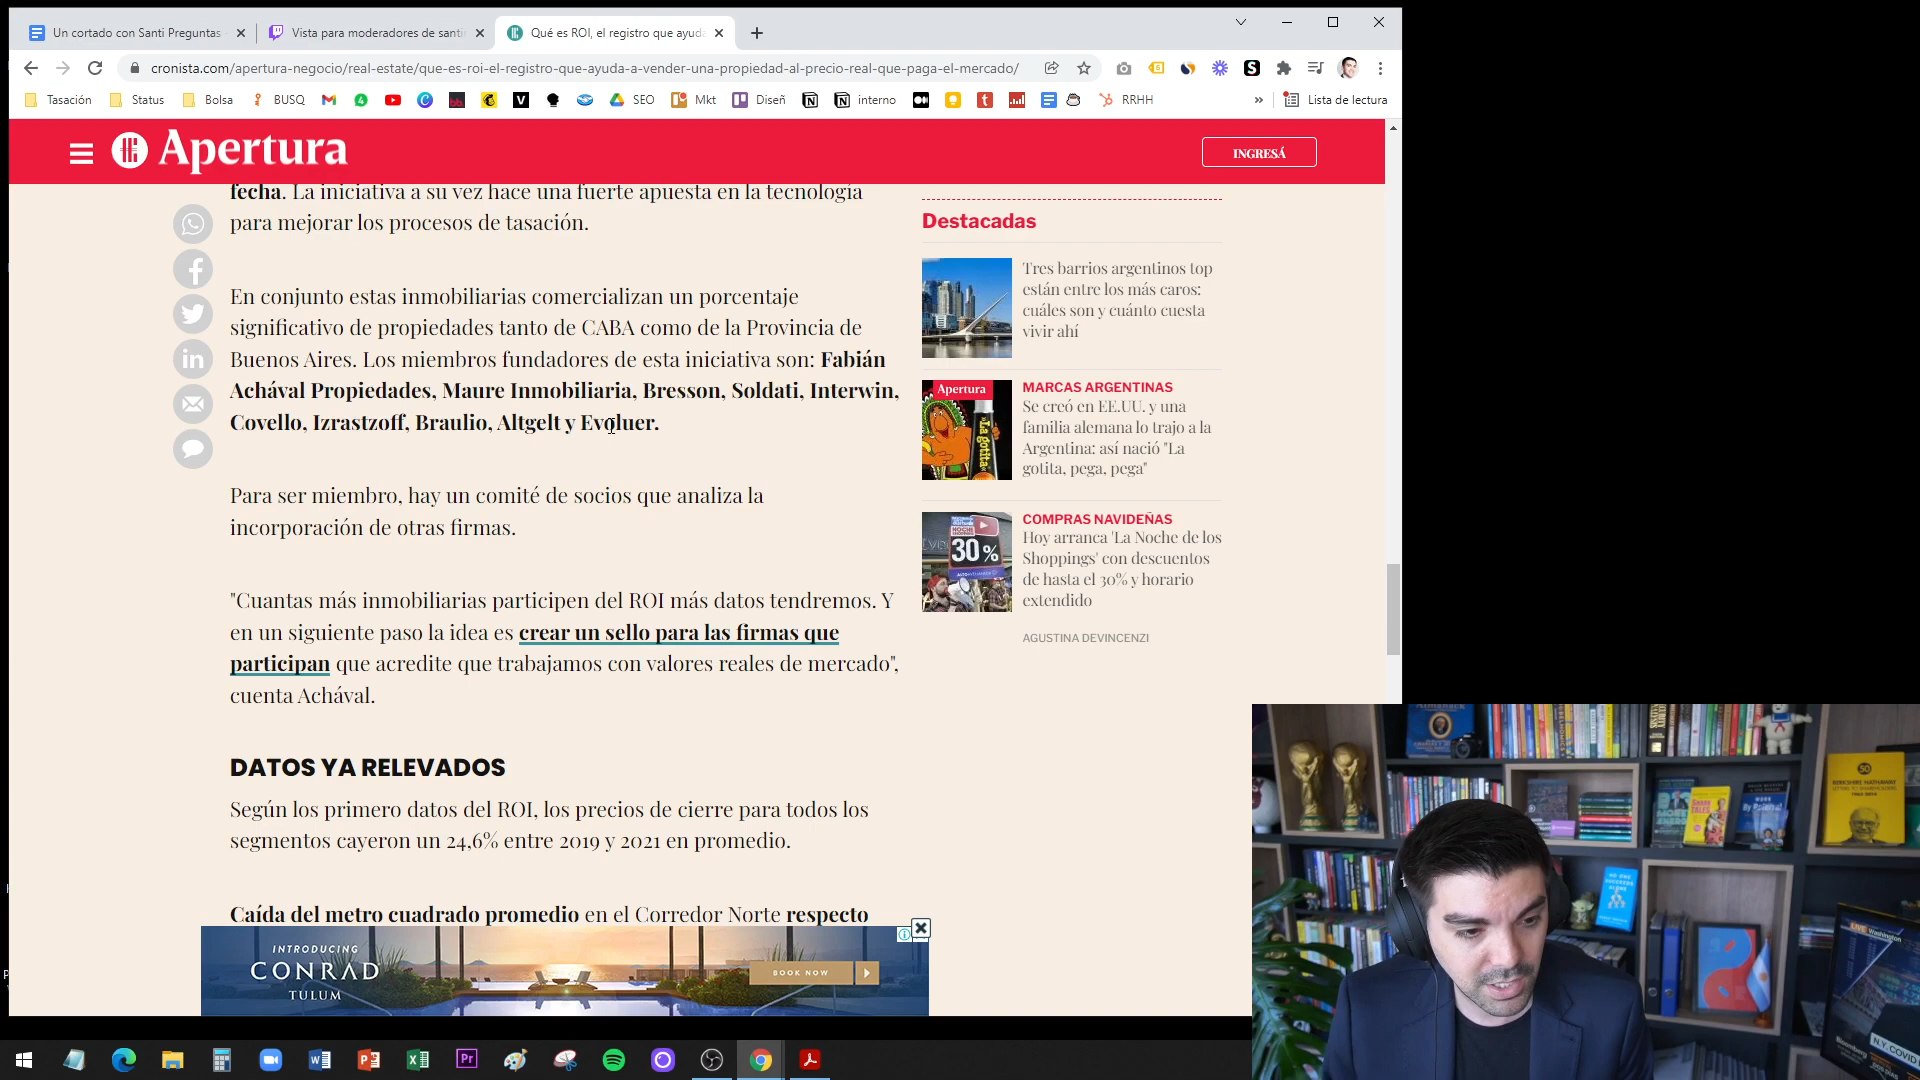 Un cortado con Santi Preguntas
Vista para moderadores de santi
Qué es ROI, el registro que ayuda
cronista.com/apertura-negocio/real-estate/que-es-roi-el-registro-que-ayuda-a-vender-una-propiedad-al-precio-real-que-paga-el-mercado/
Tasación
Status
Bolsa
BUSQ
SEO
Mkt
Diseñ
interno
RRHH
»
Lista de lectura
Apertura
INGRESÁ
fecha. La iniciativa a su vez hace una fuerte apuesta en la tecnología
para mejorar los procesos de tasación.
En conjunto estas inmobiliarias comercializan un porcentaje
significativo de propiedades tanto de CABA como de la Provincia de
Buenos Aires. Los miembros fundadores de esta iniciativa son: Fabián
Achával Propiedades, Maure Inmobiliaria, Bresson, Soldati, Interwin,
Covello, Izrastzoff, Braulio, Altgelt y Evoluer.
Para ser miembro, hay un comité de socios que analiza la
incorporación de otras firmas.
"Cuantas más inmobiliarias participen del ROI más datos tendremos. Y
en un siguiente paso la idea es crear un sello para las firmas que
participan que acredite que trabajamos con valores reales de mercado",
cuenta Achával.
DATOS YA RELEVADOS
Según los primero datos del ROI, los precios de cierre para todos los
segmentos cayeron un 24,6% entre 2019 y 2021 en promedio.
Caída del metro cuadrado promedio en el Corredor Norte respecto
INTRODUCING
CONRAD
TULUM
BOOK NOW
Destacadas
Tres barrios argentinos top
están entre los más caros:
cuáles son y cuánto cuesta
vivir ahí
Apertura
La gotita
MARCAS ARGENTINAS
Se creó en EE.UU. y una
familia alemana lo trajo a la
Argentina: así nació "La
gotita, pega, pega"
30%
COMPRAS NAVIDEÑAS
Hoy arranca 'La Noche de los
Shoppings' con descuentos
de hasta el 30% y horario
extendido
AGUSTINA DEVINCENZI
50
BERKSHIRE HATHAWAY
LIVE Washington
Bloomberg
N.Y. COVID